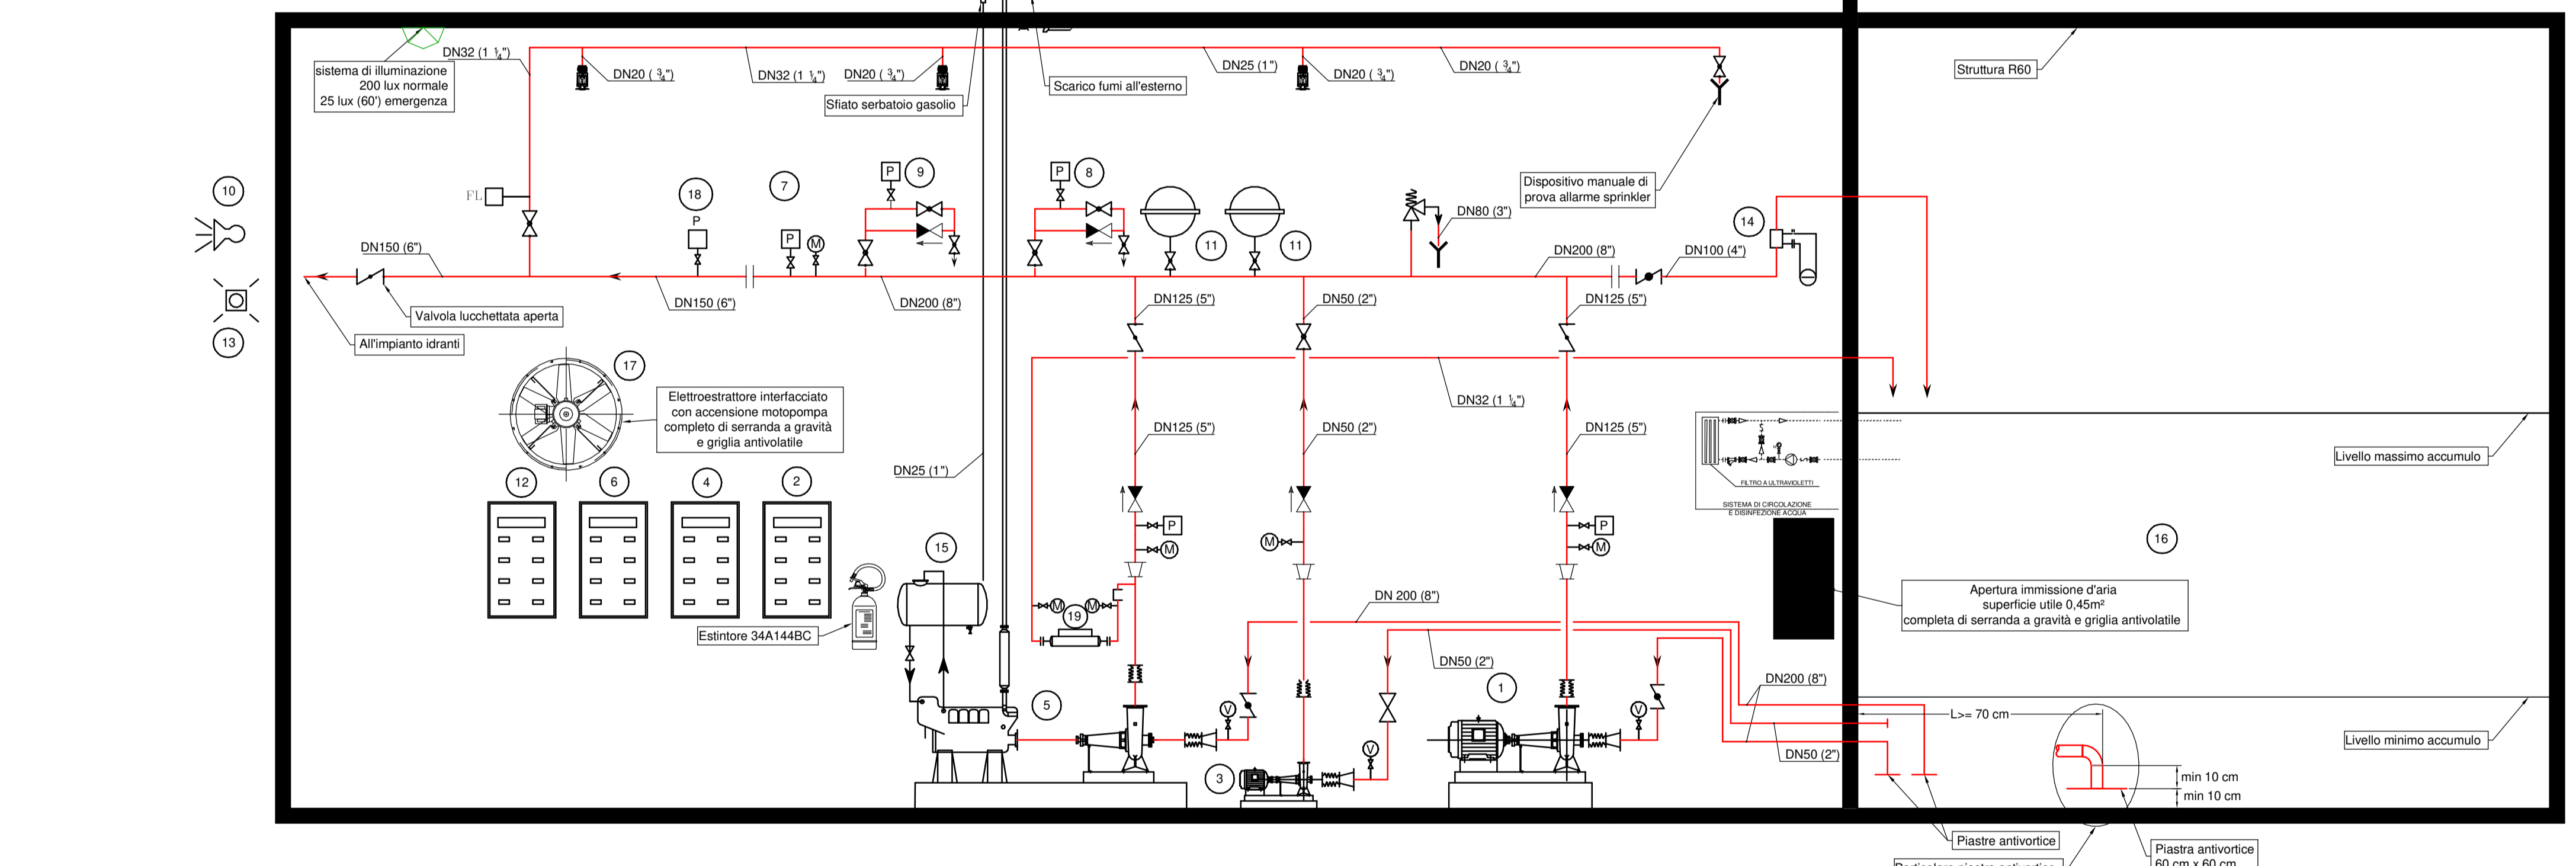 DN32 (1 ¼")
sistema di illuminazione
200 lux normale
25 lux (60') emergenza
DN20 ( ¾")
DN32 (1 ¼")
DN20 ( ¾")
Sfiato serbatoio gasolio
Scarico fumi all'esterno
DN25 (1")
DN20 ( ¾")
DN20 ( ¾")
Struttura R60
Dispositivo manuale di
prova allarme sprinkler
10
FL
18
P
7
P
M
P
9
P
8
11
11
DN80 (3")
14
DN150 (6")
DN200 (8")
DN100 (4")
DN150 (6")
DN200 (8")
DN125 (5")
DN50 (2")
DN125 (5")
Valvola lucchettata aperta
All'impianto idranti
13
17
Elettroestrattore interfacciato
con accensione motopompa
completo di serranda a gravità
e griglia antivolatile
DN32 (1 ¼")
DN125 (5")
DN50 (2")
DN125 (5")
DN25 (1")
Livello massimo accumulo
FILTRO A ULTRAVIOLETTI
SISTEMA DI CIRCOLAZIONE
E DISINFEZIONE ACQUA
12
6
4
2
P
M
M
P
M
15
16
Apertura immissione d'aria
superficie utile 0,45m²
completa di serranda a gravità e griglia antivolatile
M
M
19
Estintore 34A144BC
DN 200 (8")
DN50 (2")
DN200 (8")
5
1
V
V
V
3
L>= 70 cm
DN50 (2")
Livello minimo accumulo
min 10 cm
min 10 cm
Piastre antivortice
Piastra antivortice
60 cm x 60 cm
Particolare piastre antivortice